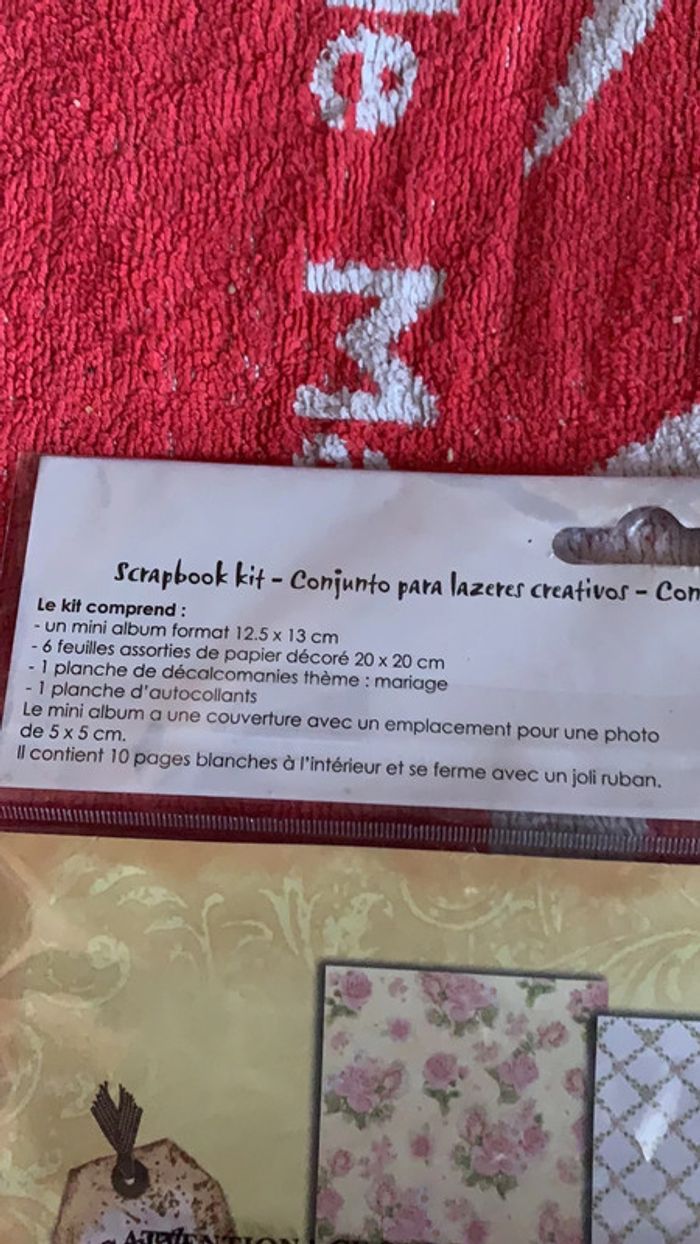 Scrapbook kit - Conjunto para lazeres creativos - Con
Le kit comprend :
- un mini album format 12.5 x 13 cm
- 6 feuilles assorties de papier décoré 20 x 20 cm
- 1 planche de décalcomanies thème : mariage
- 1 planche d'autocollants
Le mini album a une couverture avec un emplacement pour une photo
de 5 x 5 cm.
Il contient 10 pages blanches à l'intérieur et se ferme avec un joli ruban.